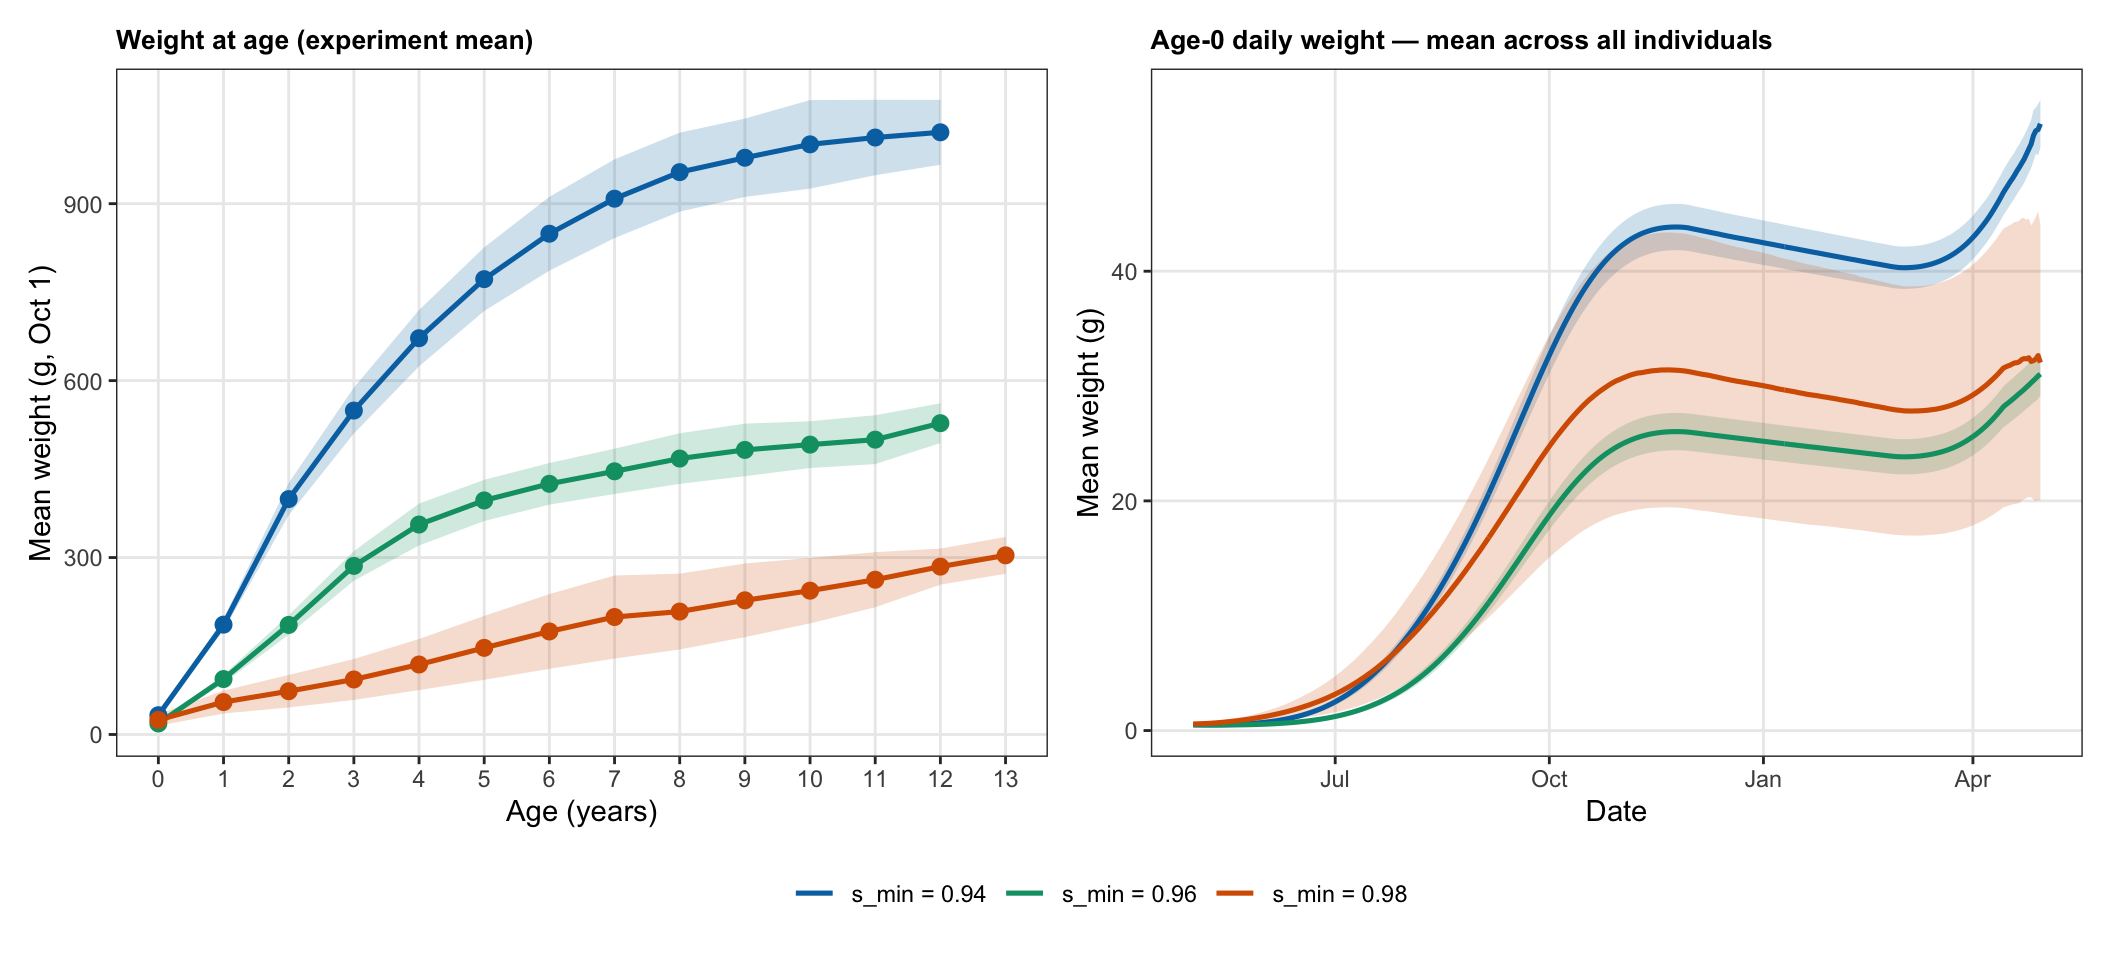 Weight at age (experiment mean)
Mean weight (g, Oct 1)
900
600
300
0
0 1 2 3 4 5 6 7 8 9 10 11 12 13
Age (years)
Age-0 daily weight — mean across all individuals
Mean weight (g)
40
20
0
Jul Oct Jan Apr
Date
s_min = 0.94 s_min = 0.96 s_min = 0.98